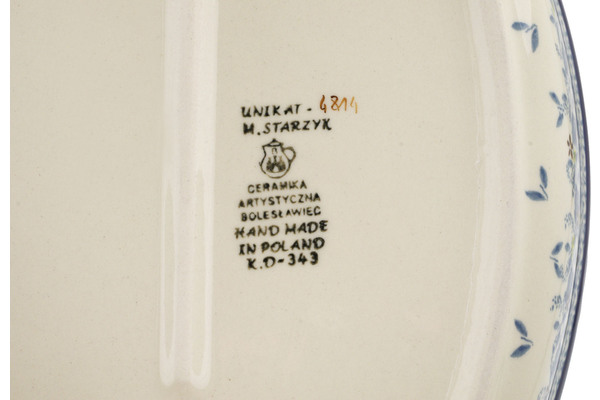 UNIKAT - 4814
M. STARZYK
CERAMIKA
ARTYSTYCZNA
BOLESŁAWIEC
HAND MADE
IN POLAND
K.D-343